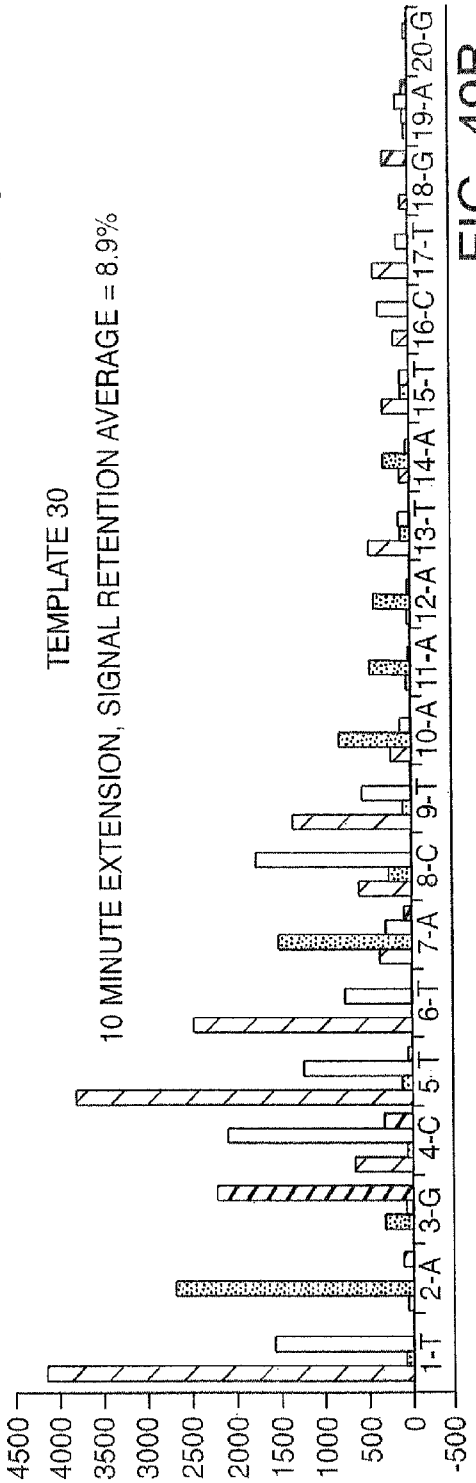 TEMPLATE 30
10 MINUTE EXTENSION, SIGNAL RETENTION AVERAGE = 8.9%
4500
4000
3500
3000
2500
2000
1500
1000
500
0
-500
1-T 2-A 3-G 4-C 5-T 6-T 7-A 8-C 9-T 10-A 11-A 12-A 13-T 14-A 15-T 16-C 17-T 18-G 19-A 20-G
FIG. 49B